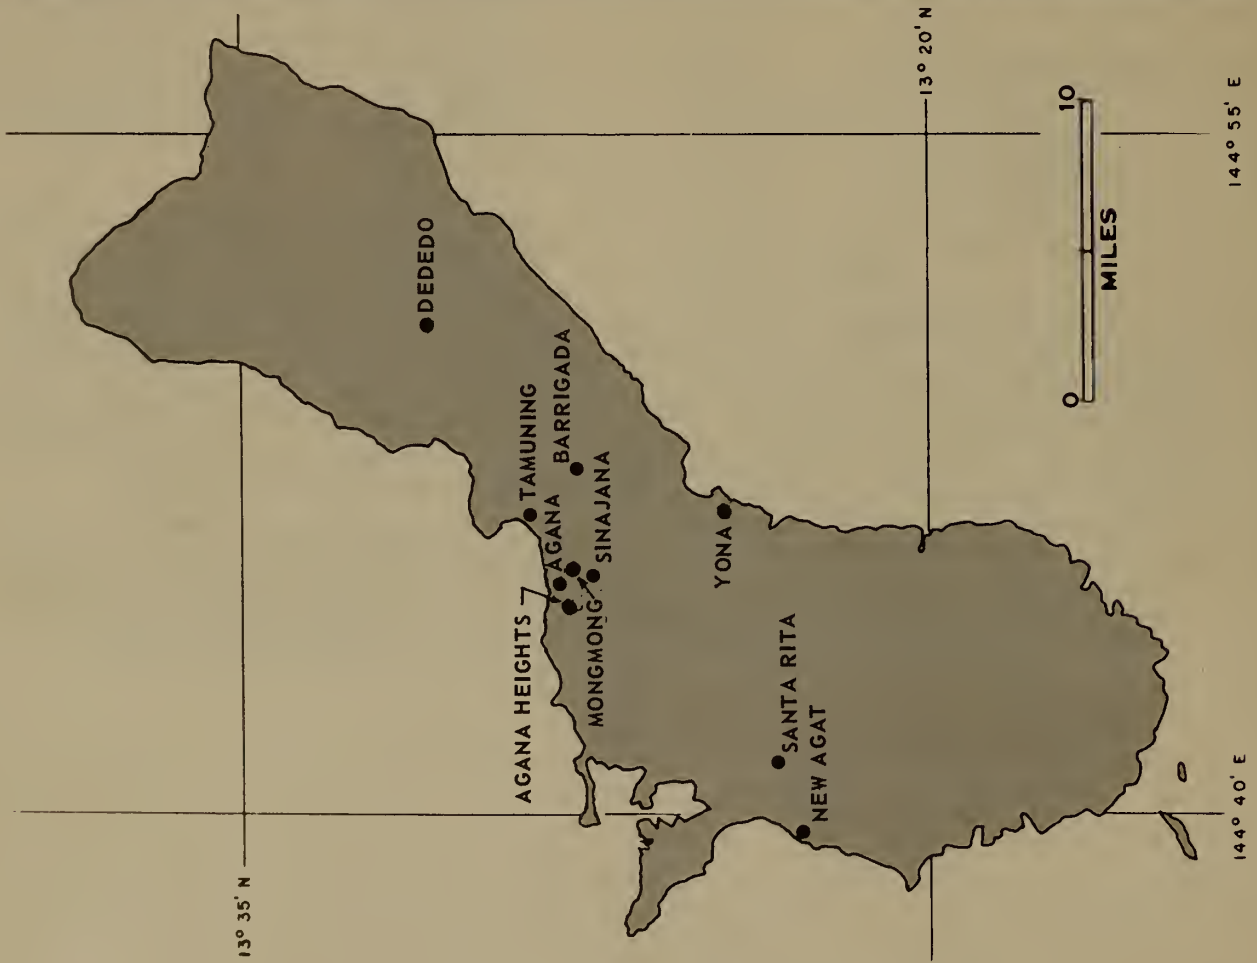 13° 35' N
13° 20' N
144° 55' E
144° 40' E
DEDEDO
TAMUNING
BARRIGADA
AGANA
SINAJANA
AGANA HEIGHTS
MONGMONG
YONA
SANTA RITA
NEW AGAT
0 10
MILES